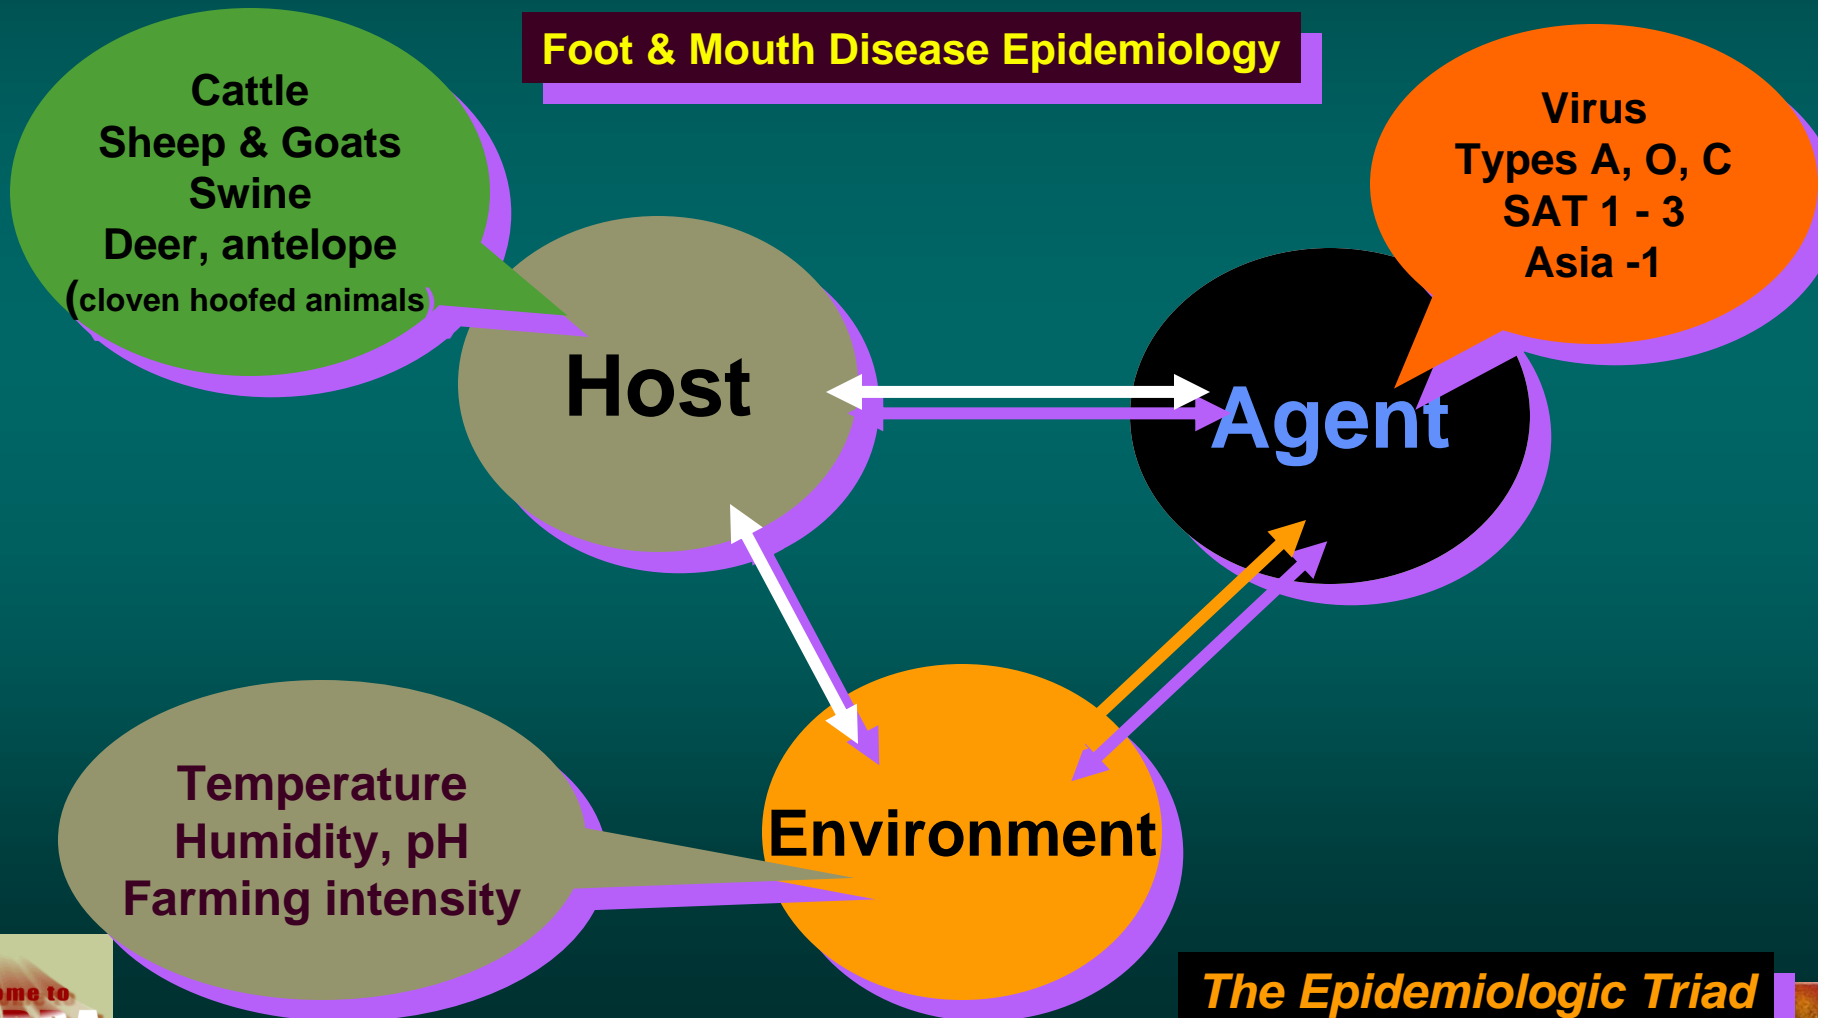 Foot & Mouth Disease Epidemiology
Cattle
Sheep & Goats
Swine
Deer, antelope
(cloven hoofed animals)
Virus
Types A, O, C
SAT 1 - 3
Asia -1
Host
Agent
Temperature
Humidity, pH
Farming intensity
Environment
The Epidemiologic Triad